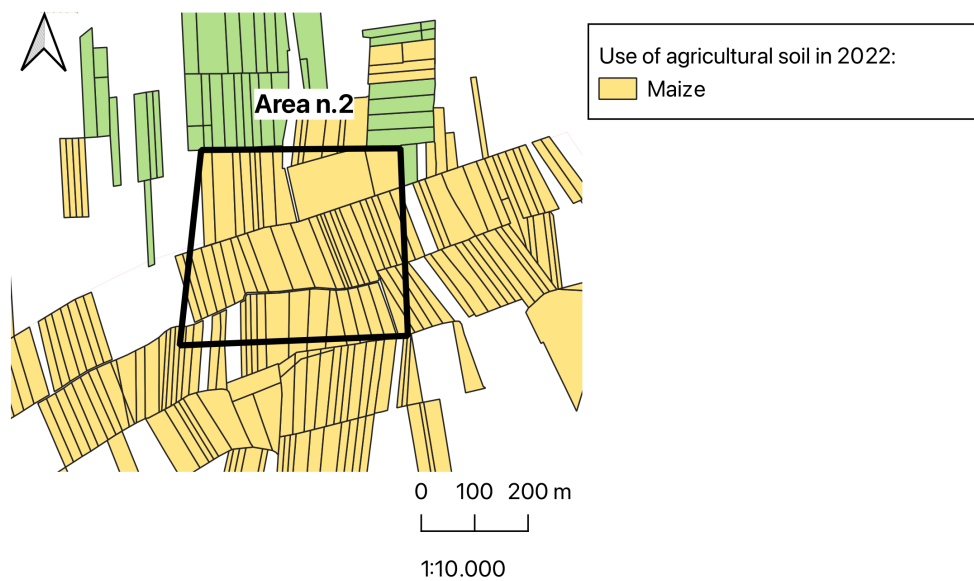 Area n.2
Use of agricultural soil in 2022:
Maize
0 100 200 m
1:10.000